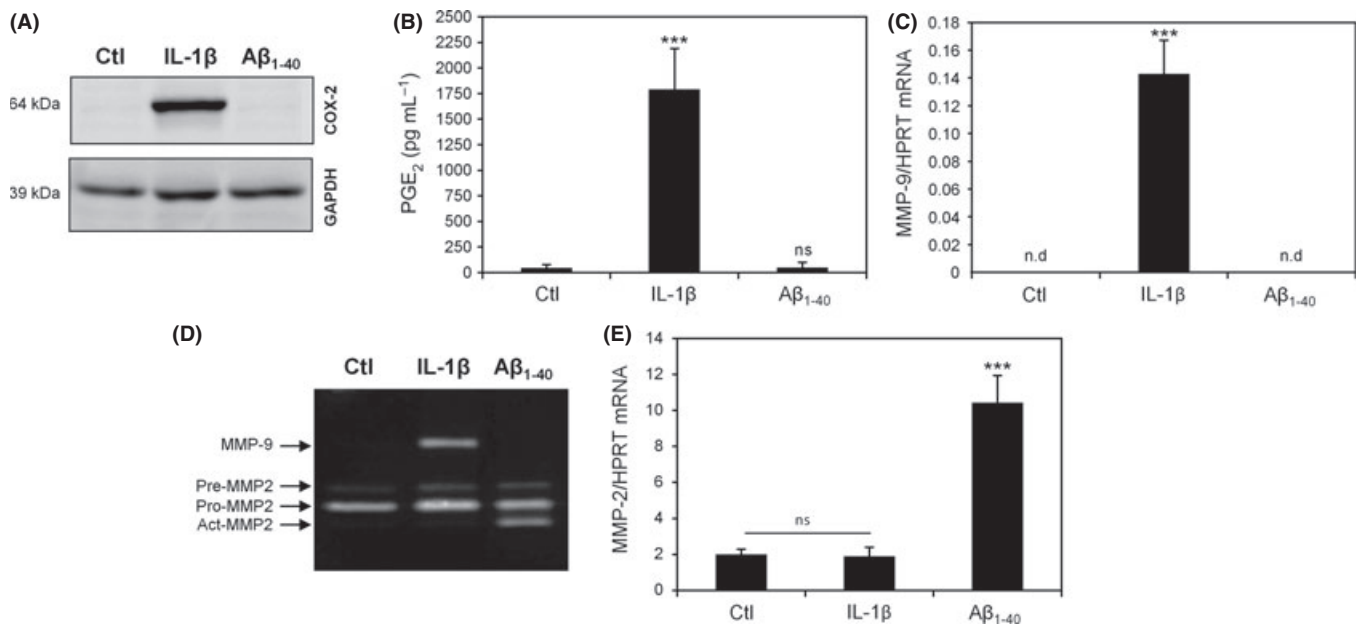 (A)
Ctl IL-1β Aβ1-40
64 kDa
COX-2
39 kDa
GAPDH
(B)
PGE2 (pg mL−1)
2500
2250
2000
1750
1500
1250
1000
750
500
250
0
***
ns
Ctl IL-1β Aβ1-40
(C)
MMP-9/HPRT mRNA
0.18
0.16
0.14
0.12
0.10
0.08
0.06
0.04
0.02
0
n.d
***
n.d
Ctl IL-1β Aβ1-40
(D)
Ctl IL-1β Aβ1-40
MMP-9
Pre-MMP2
Pro-MMP2
Act-MMP2
(E)
MMP-2/HPRT mRNA
14
12
10
8
6
4
2
0
ns
***
Ctl IL-1β Aβ1-40